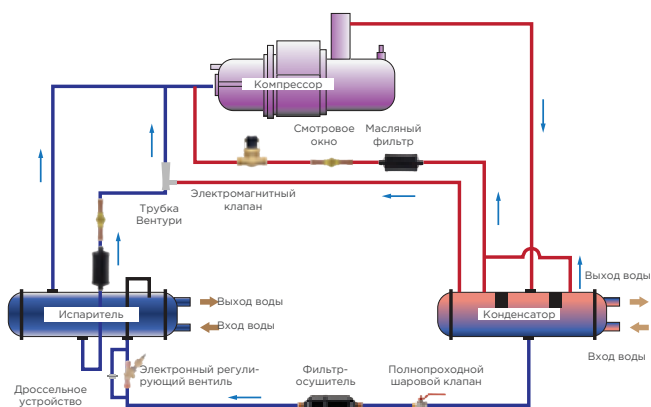 Компрессор
Смотровое
окно
Масляный
фильтр
Электромагнитный
клапан
Трубка
Вентури
Выход воды
Испаритель
Выход воды
Вход воды
Конденсатор
Вход воды
Электронный регули-
рующий вентиль
Фильтр-
осушитель
Полнопроходной
шаровой клапан
Дроссельное
устройство